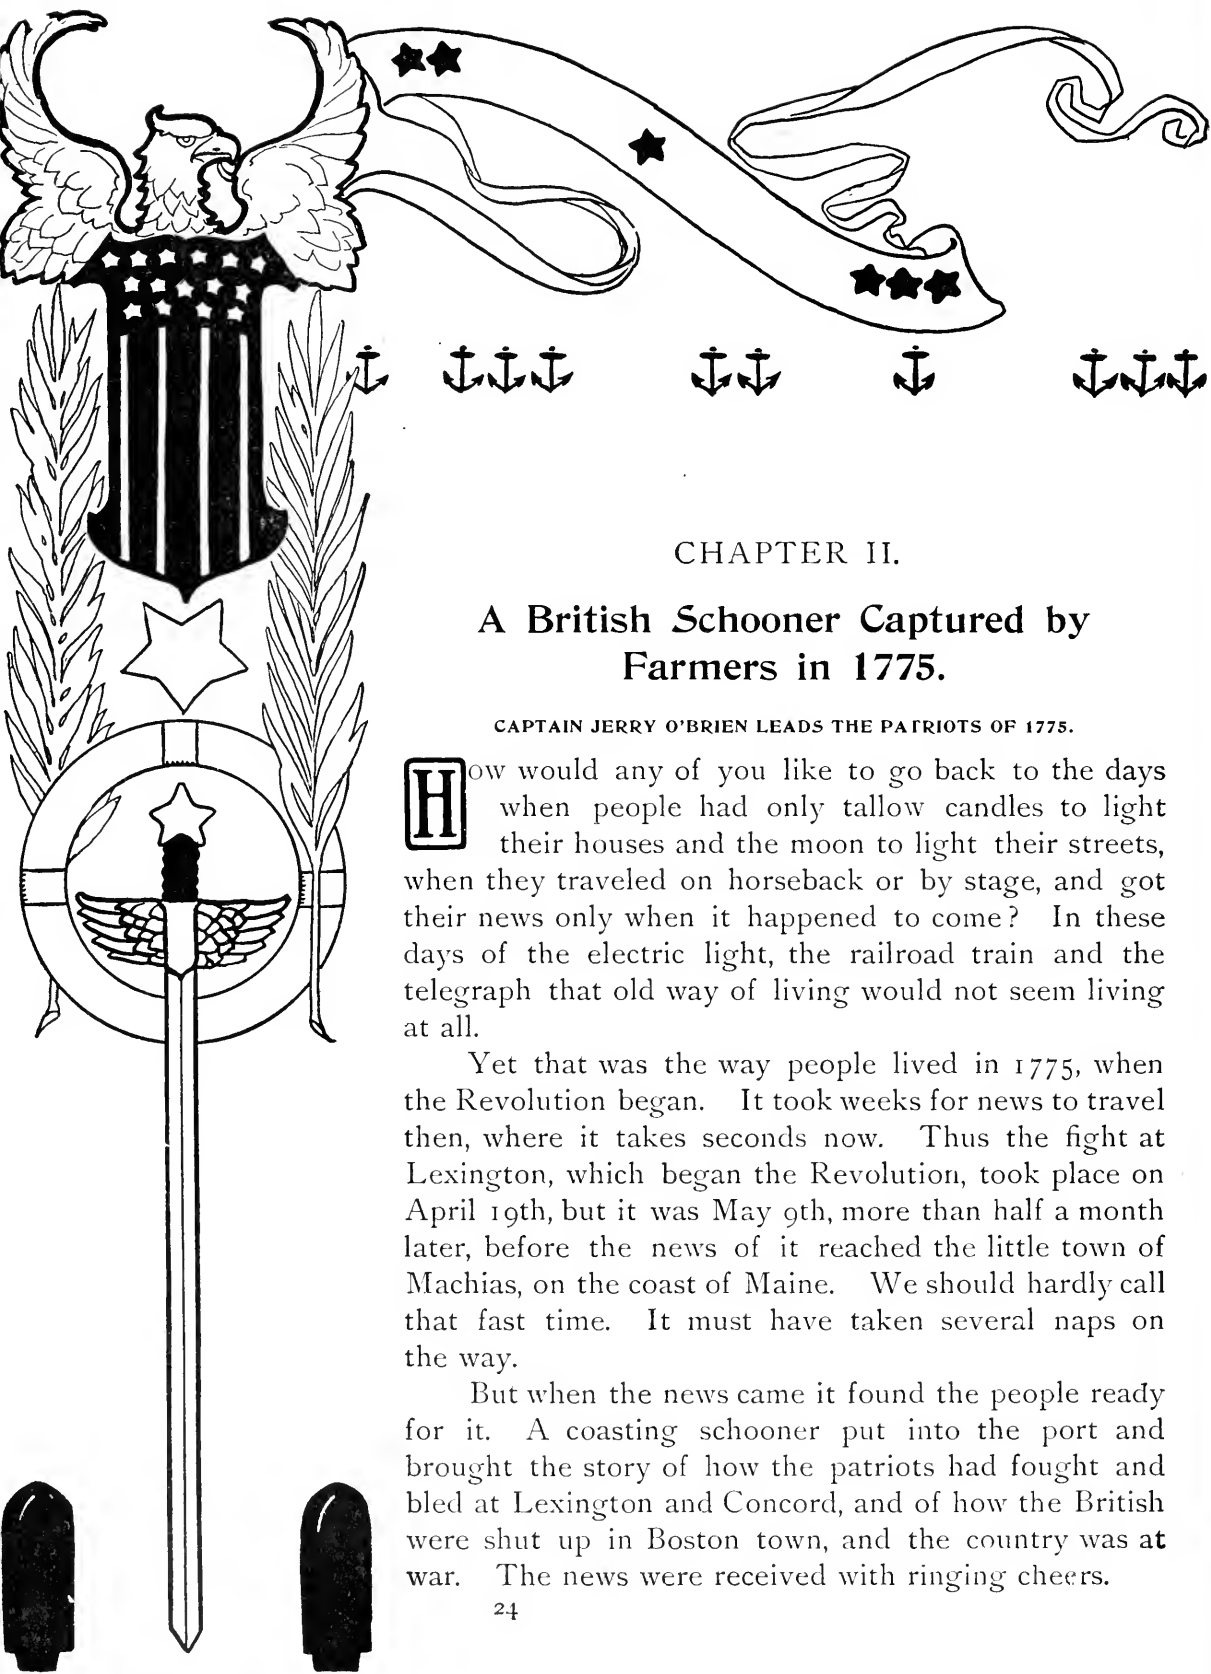 CHAPTER II.
A British Schooner Captured by
Farmers in 1775.
CAPTAIN JERRY O'BRIEN LEADS THE PATRIOTS OF 1775.
How would any of you like to go back to the days
when people had only tallow candles to light
their houses and the moon to light their streets,
when they traveled on horseback or by stage, and got
their news only when it happened to come? In these
days of the electric light, the railroad train and the
telegraph that old way of living would not seem living
at all.
Yet that was the way people lived in 1775, when
the Revolution began. It took weeks for news to travel
then, where it takes seconds now. Thus the fight at
Lexington, which began the Revolution, took place on
April 19th, but it was May 9th, more than half a month
later, before the news of it reached the little town of
Machias, on the coast of Maine. We should hardly call
that fast time. It must have taken several naps on
the way.
But when the news came it found the people ready
for it. A coasting schooner put into the port and
brought the story of how the patriots had fought and
bled at Lexington and Concord, and of how the British
were shut up in Boston town, and the country was at
war. The news were received with ringing cheers.
24